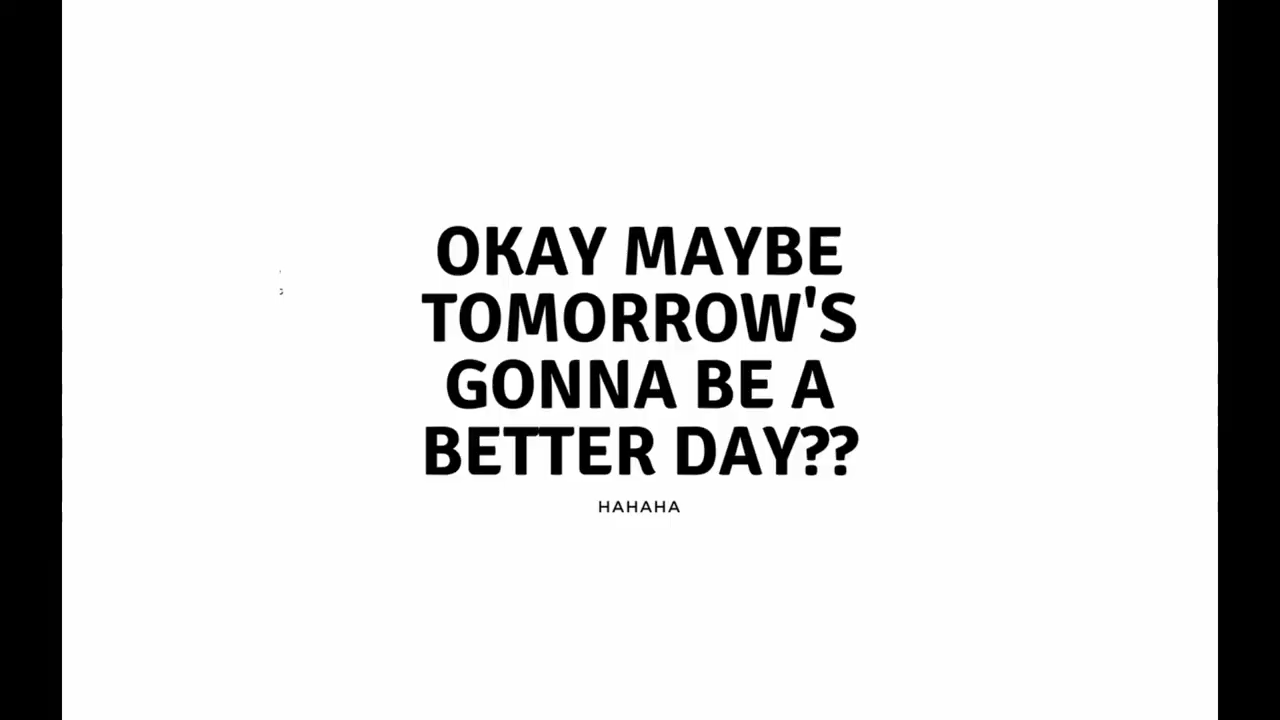 OKAY MAYBE
TOMORROW'S
GONNA BE A
BETTER DAY??
HAHAHA